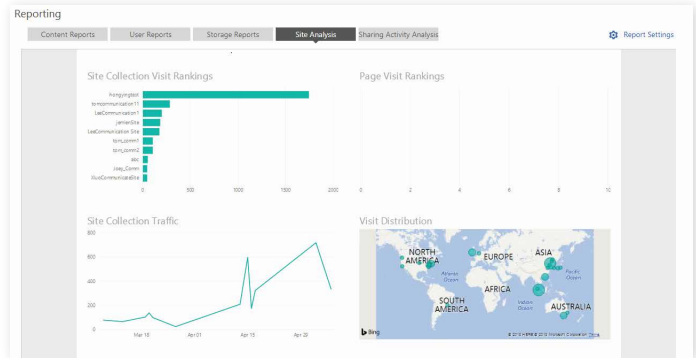 Reporting
Content Reports
User Reports
Storage Reports
Site Analysis
Sharing Activity Analysis
Report Settings
Site Collection Visit Rankings
Page Visit Rankings
tomcommunication11
LeeCommunication1
JamienSite
LeeCommunication Site
tom_comm1
tom_comm2
abc
Joey_Comm
0 500 1000 1500 2000
0 2 4 6 8 10
Site Collection Traffic
Visit Distribution
800
600
400
200
0
Mar 18 Apr 01 Apr 15 Apr 29
NORTH AMERICA
EUROPE
ASIA
Atlantic Ocean
Pacific Ocean
AFRICA
SOUTH AMERICA
Indian Ocean
AUSTRALIA
Bing